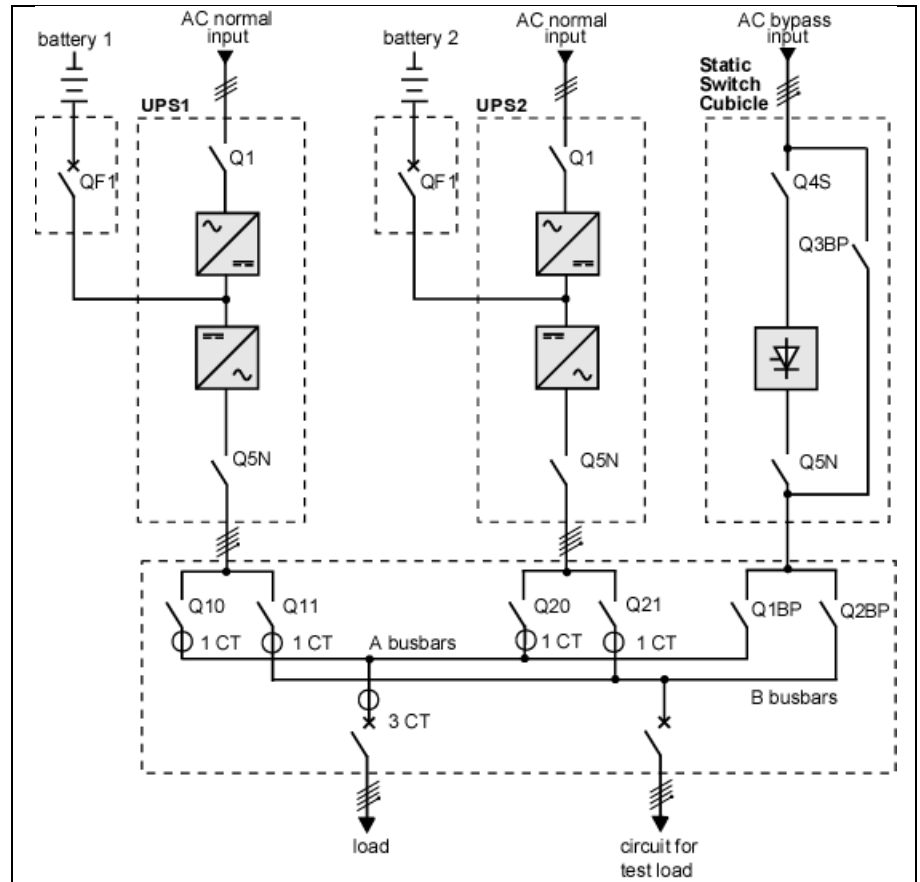 battery 1
AC normal
input
battery 2
AC normal
input
AC bypass
input
Static
Switch
Cubicle
UPS1
UPS2
QF1
Q1
QF1
Q1
Q4S
Q3BP
Q5N
Q5N
Q5N
Q10
Q11
Q20
Q21
Q1BP
Q2BP
1 CT
1 CT
A busbars
1 CT
1 CT
B busbars
3 CT
load
circuit for
test load